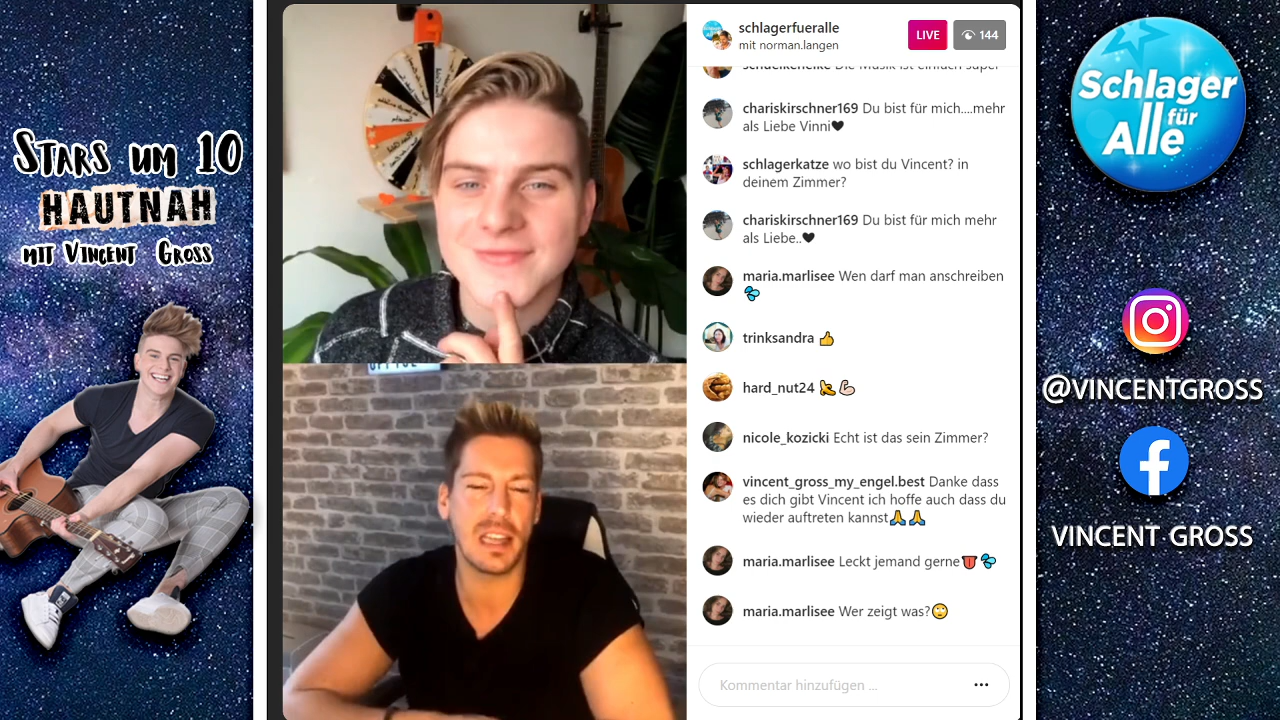 Stars um 10
HAUTNAH
mit Vincent Gross
OFFICE
schlagerfueralle
mit norman.langen
LIVE
144
schuelkeheike Die Musik ist einfach super
chariskirschner169 Du bist für mich....mehr
als Liebe Vinni🖤
schlagerkatze wo bist du Vincent? in
deinem Zimmer?
chariskirschner169 Du bist für mich mehr
als Liebe..🖤
maria.marlisee Wen darf man anschreiben
💦
trinksandra 👍
hard_nut24 💪🏻
nicole_kozicki Echt ist das sein Zimmer?
vincent_gross_my_engel.best Danke dass
es dich gibt Vincent ich hoffe auch dass du
wieder auftreten kannst🙏🙏
maria.marlisee Leckt jemand gerne👅💦
maria.marlisee Wer zeigt was?🙄
Kommentar hinzufügen ...
Schlager
für
Alle
@VINCENTGROSS
VINCENT GROSS